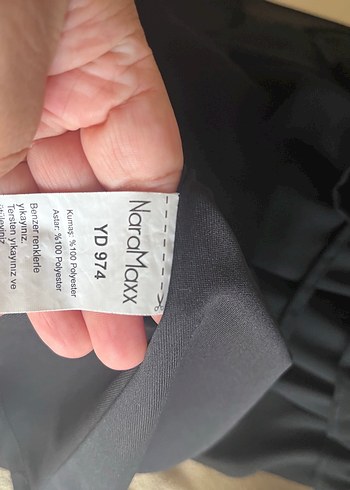 NaraMaxx
YD 974
Kumaş: %100 Polyester
Astar: %100 Polyester
Benzer renklerle
yıkayınız.
Tersten yıkayınız ve